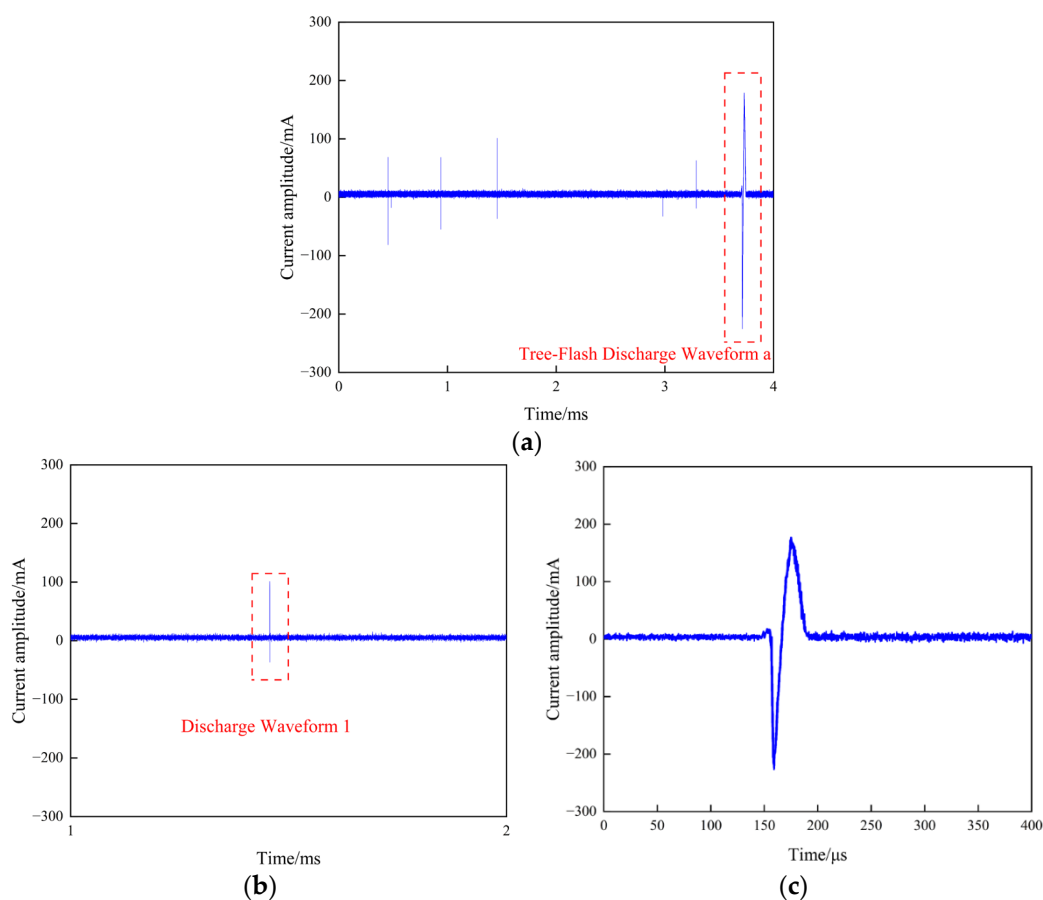 300
200
100
0
−100
−200
−300
Current amplitude/mA
Tree-Flash Discharge Waveform a
0 1 2 3 4
Time/ms
(a)
300
200
100
0
−100
−200
−300
Current amplitude/mA
Discharge Waveform 1
1 2
Time/ms
(b)
300
200
100
0
−100
−200
−300
Current amplitude/mA
0 50 100 150 200 250 300 350 400
Time/μs
(c)